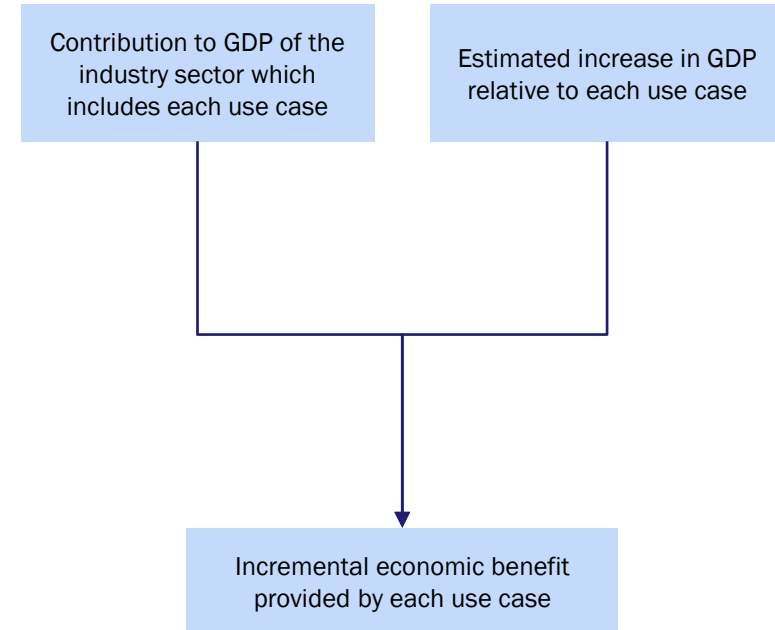 Contribution to GDP of the
industry sector which
includes each use case
Estimated increase in GDP
relative to each use case
Incremental economic benefit
provided by each use case